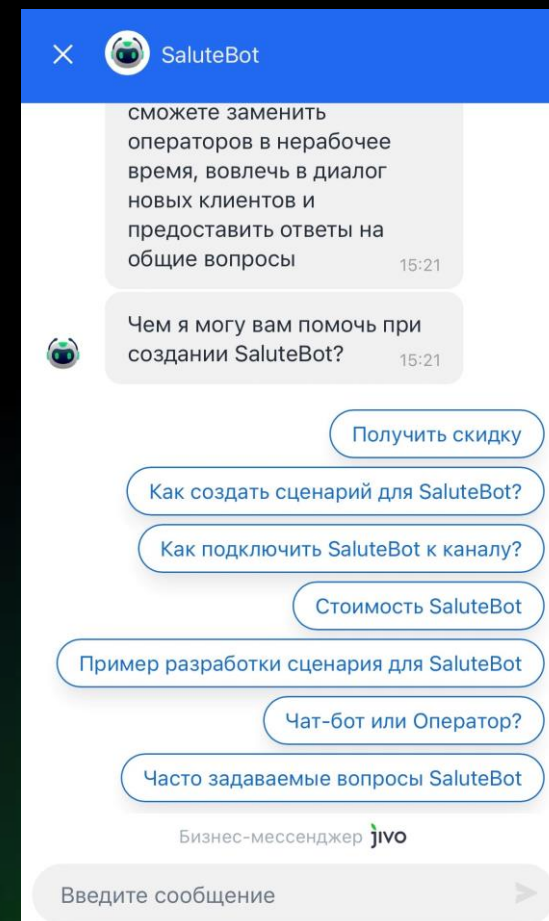 SaluteBot
сможете заменить
операторов в нерабочее
время, вовлечь в диалог
новых клиентов и
предоставить ответы на
общие вопросы
15:21
Чем я могу вам помочь при
создании SaluteBot?
15:21
Получить скидку
Как создать сценарий для SaluteBot?
Как подключить SaluteBot к каналу?
Стоимость SaluteBot
Пример разработки сценария для SaluteBot
Чат-бот или Оператор?
Часто задаваемые вопросы SaluteBot
Бизнес-мессенджер jivo
Введите сообщение